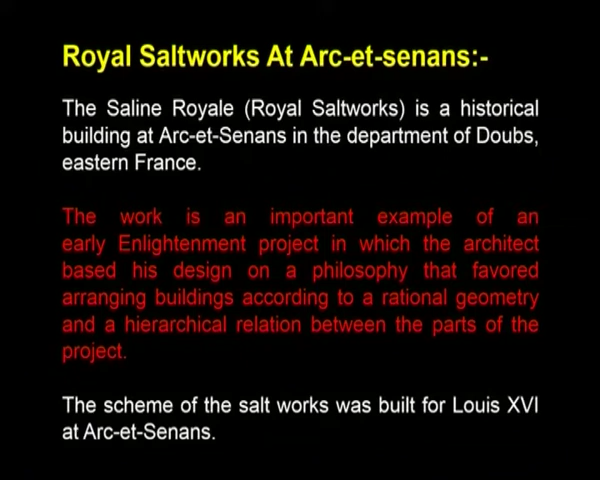 Royal Saltworks At Arc-et-senans:-
The Saline Royale (Royal Saltworks) is a historical
building at Arc-et-Senans in the department of Doubs,
eastern France.
The work is an important example of an
early Enlightenment project in which the architect
based his design on a philosophy that favored
arranging buildings according to a rational geometry
and a hierarchical relation between the parts of the
project.
The scheme of the salt works was built for Louis XVI
at Arc-et-Senans.